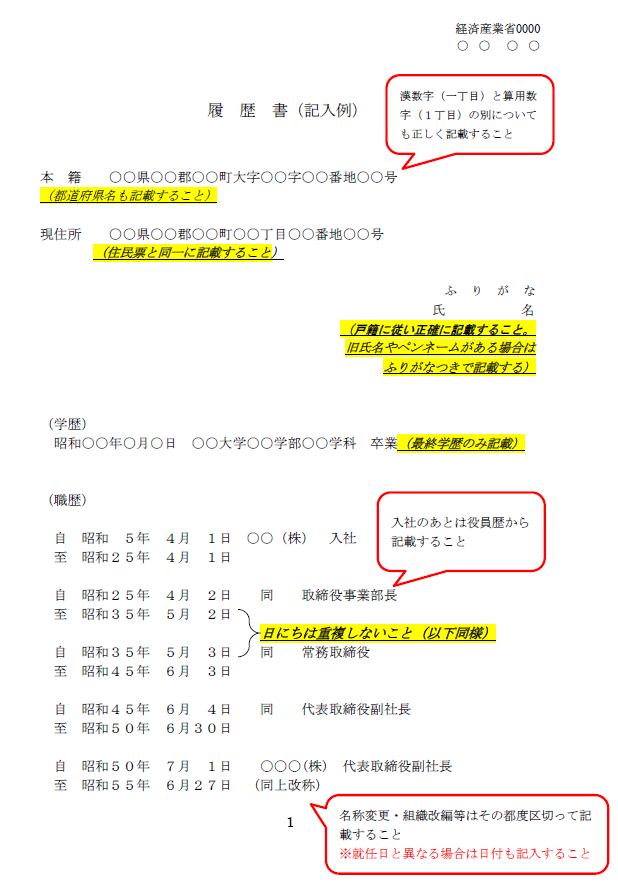 経済産業省0000
○ ○ ○ ○
漢数字（一丁目）と算用数
字（１丁目）の別について
も正しく記載すること
履 歴 書（記入例）
本 籍 ○○県○○郡○○町大字○○字○○番地○○号
（都道府県名も記載すること）
現住所 ○○県○○郡○○町○○丁目○○番地○○号
（住民票と同一に記載すること）
ふ り が な
氏 名
（戸籍に従い正確に記載すること。
旧氏名やペンネームがある場合は
ふりがなつきで記載する）
（学歴）
昭和○○年○月○日 ○○大学○○学部○○学科 卒業（最終学歴のみ記載）
（職歴）
入社のあとは役員歴から
記載すること
自 昭和 ５年 ４月 １日 ○○（株） 入社
至 昭和２５年 ４月 １日
自 昭和２５年 ４月 ２日 同 取締役事業部長
至 昭和３５年 ５月 ２日
日にちは重複しないこと（以下同様）
自 昭和３５年 ５月 ３日 同 常務取締役
至 昭和４５年 ６月 ３日
自 昭和４５年 ６月 ４日 同 代表取締役副社長
至 昭和５０年 ６月３０日
自 昭和５０年 ７月 １日 ○○○(株) 代表取締役副社長
至 昭和５５年 ６月２７日 （同上改称）
名称変更・組織改編等はその都度区切って記
載すること
※就任日と異なる場合は日付も記入すること
1